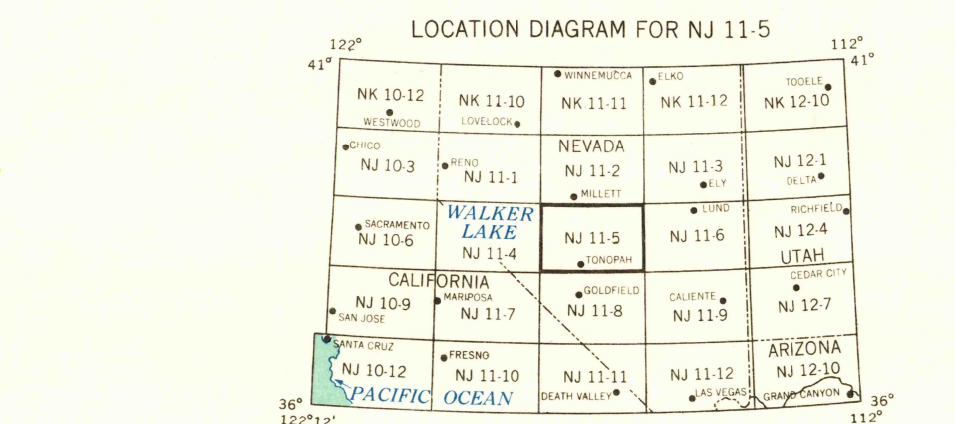 LOCATION DIAGRAM FOR NJ 11-5
122° 112°
41° 41°
WINNEMUCCA ELKO TOOELE
NK 10-12 NK 11-10 NK 11-11 NK 11-12 NK 12-10
WESTWOOD LOVELOCK
CHICO NEVADA
NJ 10-3 RENO NJ 11-1 NJ 11-2 NJ 11-3 NJ 12-1
ELY DELTA
MILLETT
WALKER LUND RICHFIELD
SACRAMENTO LAKE NJ 11-5 NJ 11-6 NJ 12-4
NJ 10-6 NJ 11-4 TONOPAH UTAH
CALIFORNIA CEDAR CITY
NJ 10-9 MARIPOSA GOLDFIELD CALIENTE NJ 12-7
SAN JOSE NJ 11-7 NJ 11-8 NJ 11-9
SANTA CRUZ FRESNO ARIZONA
NJ 10-12 NJ 11-10 NJ 11-11 NJ 11-12 NJ 12-10
PACIFIC OCEAN DEATH VALLEY LAS VEGAS GRAND CANYON
36° 36°
122°12' 112°